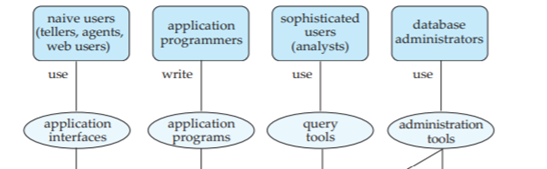 naive users
(tellers, agents,
web users)
application
programmers
sophisticated
users
(analysts)
database
administrators
use
write
use
use
application
interfaces
application
programs
query
tools
administration
tools